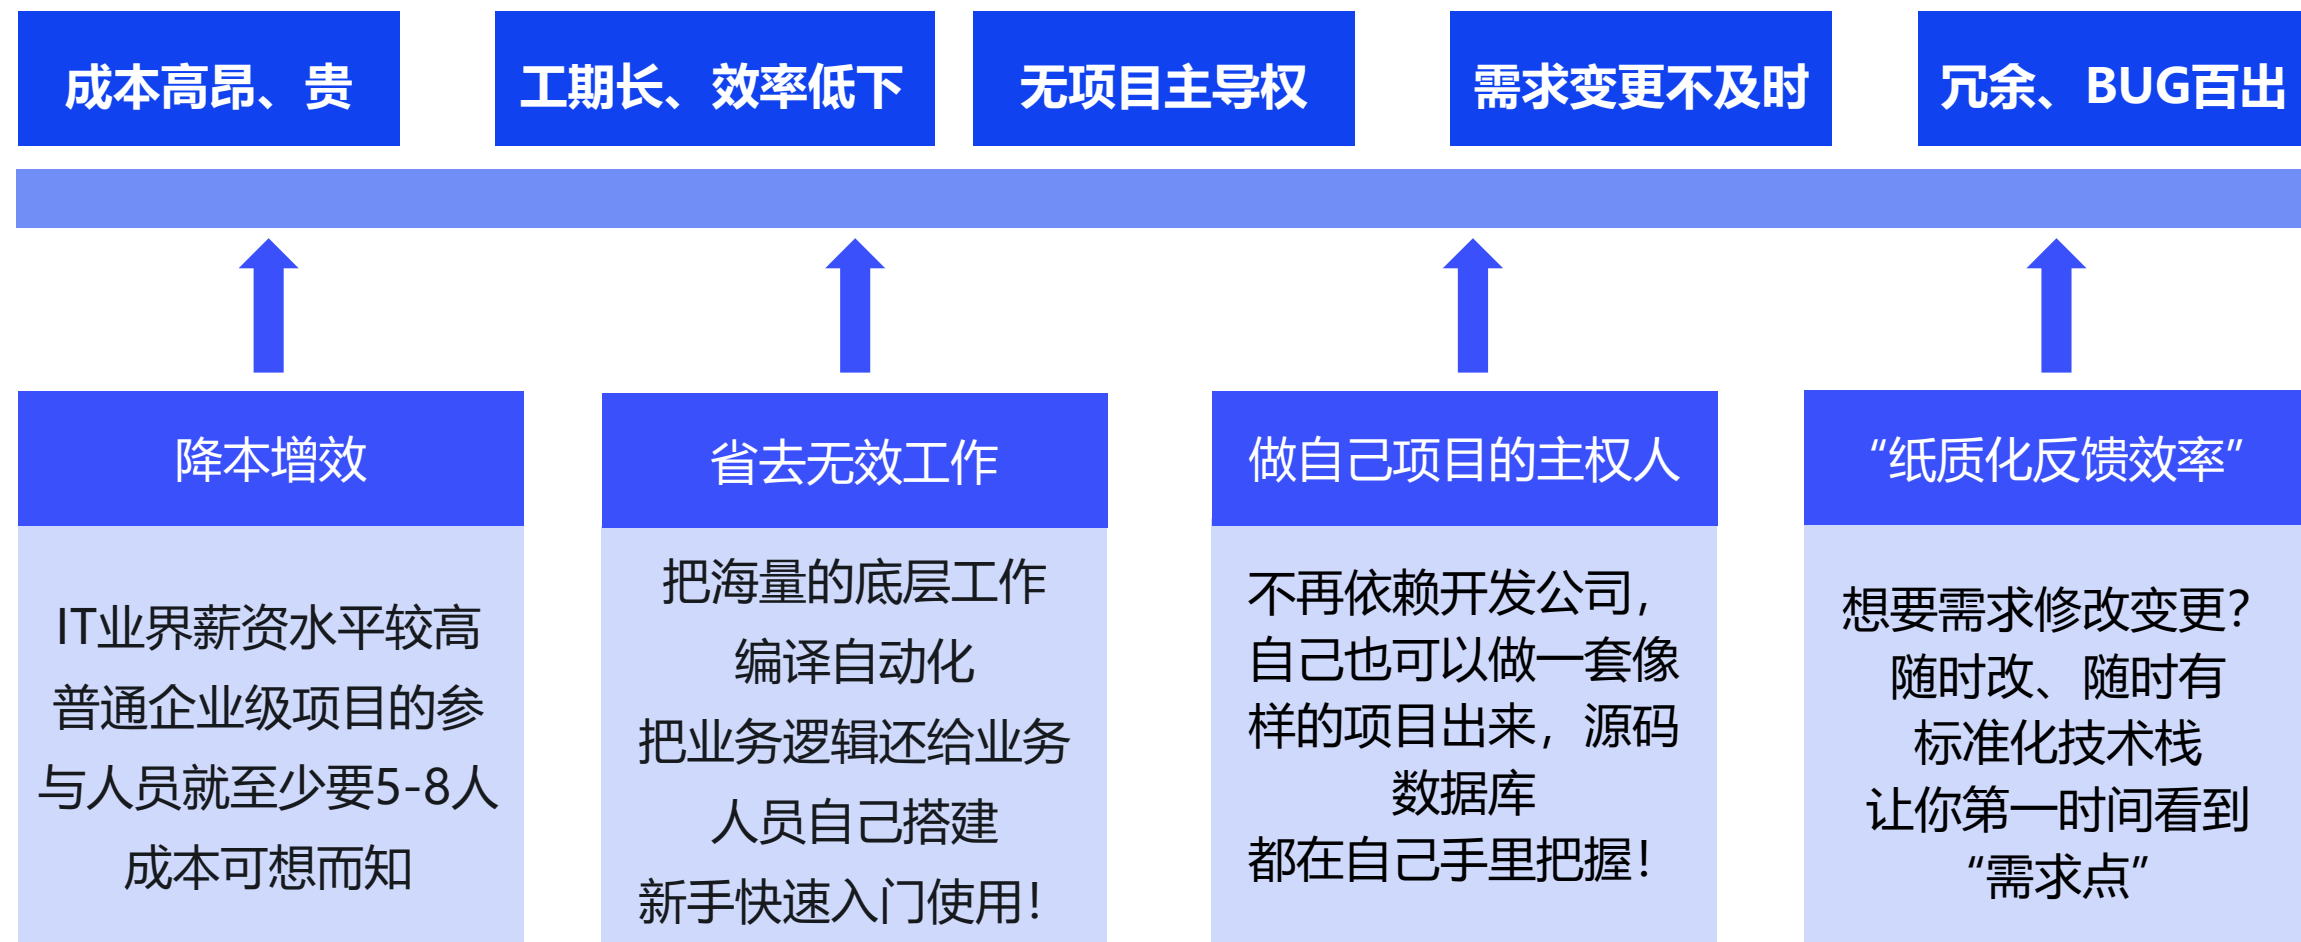 成本高昂、贵
工期长、效率低下
无项目主导权
需求变更不及时
冗余、BUG百出
降本增效
IT业界薪资水平较高
普通企业级项目的参
与人员就至少要5-8人
成本可想而知
省去无效工作
把海量的底层工作
编译自动化
把业务逻辑还给业务
人员自己搭建
新手快速入门使用！
做自己项目的主权人
不再依赖开发公司，
自己也可以做一套像
样的项目出来，源码
数据库
都在自己手里把握！
“纸质化反馈效率”
想要需求修改变更？
随时改、随时有
标准化技术栈
让你第一时间看到
“需求点”